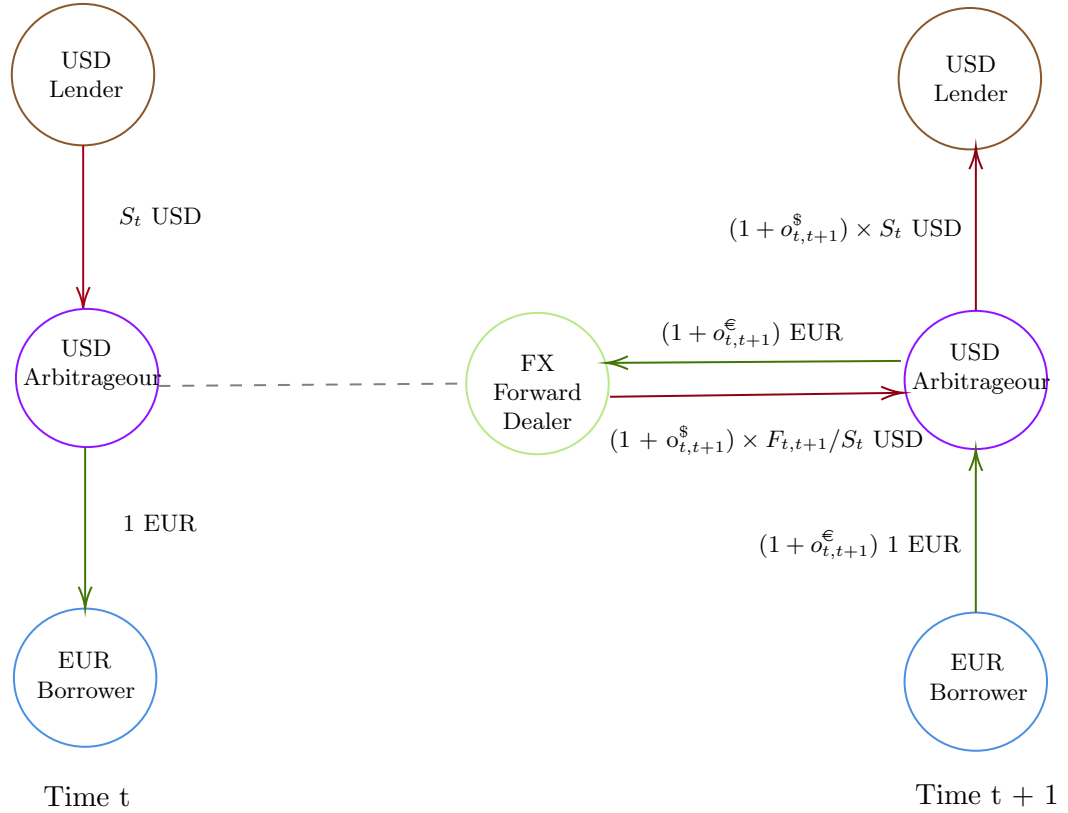 USD
Lender
USD
Lender
$S_t$ USD
$(1 + o^{\$}_{t,t+1}) \times S_t$ USD
USD
Arbitrageour
FX
Forward
Dealer
$(1 + o^{€}_{t,t+1})$ EUR
USD
Arbitrageour
$(1 + o^{\$}_{t,t+1}) \times F_{t,t+1}/S_t$ USD
1 EUR
$(1 + o^{€}_{t,t+1})$ 1 EUR
EUR
Borrower
EUR
Borrower
Time t
Time t + 1